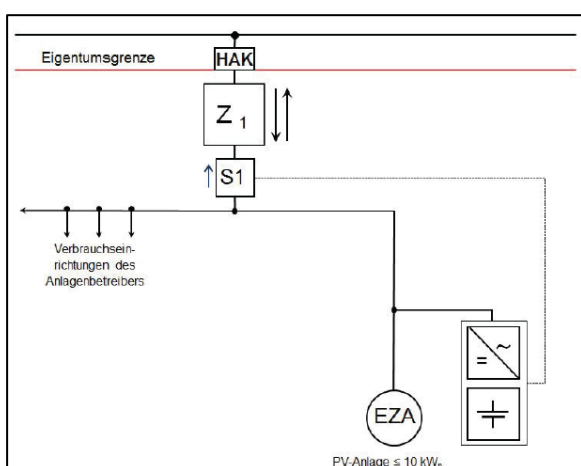 Eigentumsgrenze
HAK
Z 1
S1
Verbrauchsein-
richtungen des
Anlagenbetreibers
= ~
EZA
PV-Anlage ≤ 10 kWp